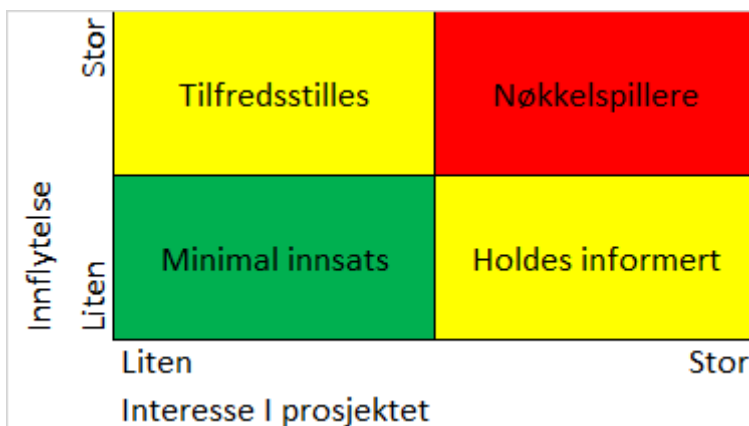 Stor
Tilfredsstilles
Nøkkelspillere
Innflytelse
Liten
Minimal innsats
Holdes informert
Liten
Stor
Interesse I prosjektet